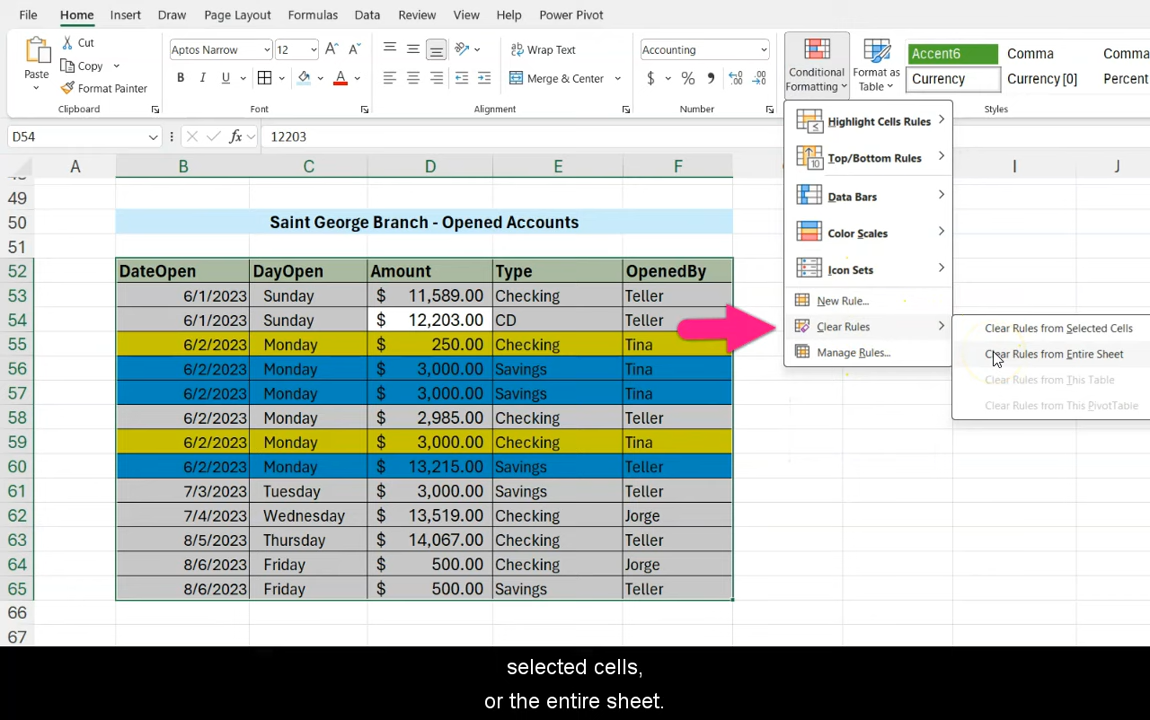 File Home Insert Draw Page Layout Formulas Data Review View Help Power Pivot
Paste Cut Copy Format Painter
Clipboard
Aptos Narrow 12 A A
B I U A
Font
Wrap Text
Merge & Center
Alignment
Accounting
$ % 9
Number
Conditional Formatting
Format as Table
Accent6 Comma Comma
Currency Currency [0] Percent
Styles
D54 fx 12203
A B C D E F I J
49
50 Saint George Branch - Opened Accounts
51
52 DateOpen DayOpen Amount Type OpenedBy
53 6/1/2023 Sunday $ 11,589.00 Checking Teller
54 6/1/2023 Sunday $ 12,203.00 CD Teller
55 6/2/2023 Monday $ 250.00 Checking Tina
56 6/2/2023 Monday $ 3,000.00 Savings Tina
57 6/2/2023 Monday $ 3,000.00 Savings Tina
58 6/2/2023 Monday $ 2,985.00 Checking Teller
59 6/2/2023 Monday $ 3,000.00 Checking Tina
60 6/2/2023 Monday $ 13,215.00 Savings Teller
61 7/3/2023 Tuesday $ 3,000.00 Savings Teller
62 7/4/2023 Wednesday $ 13,519.00 Checking Jorge
63 8/5/2023 Thursday $ 14,067.00 Checking Teller
64 8/6/2023 Friday $ 500.00 Checking Jorge
65 8/6/2023 Friday $ 500.00 Savings Teller
66
67
Highlight Cells Rules
Top/Bottom Rules
Data Bars
Color Scales
Icon Sets
New Rule...
Clear Rules
Manage Rules...
Clear Rules from Selected Cells
Clear Rules from Entire Sheet
Clear Rules from This Table
Clear Rules from This PivotTable
selected cells,
or the entire sheet.